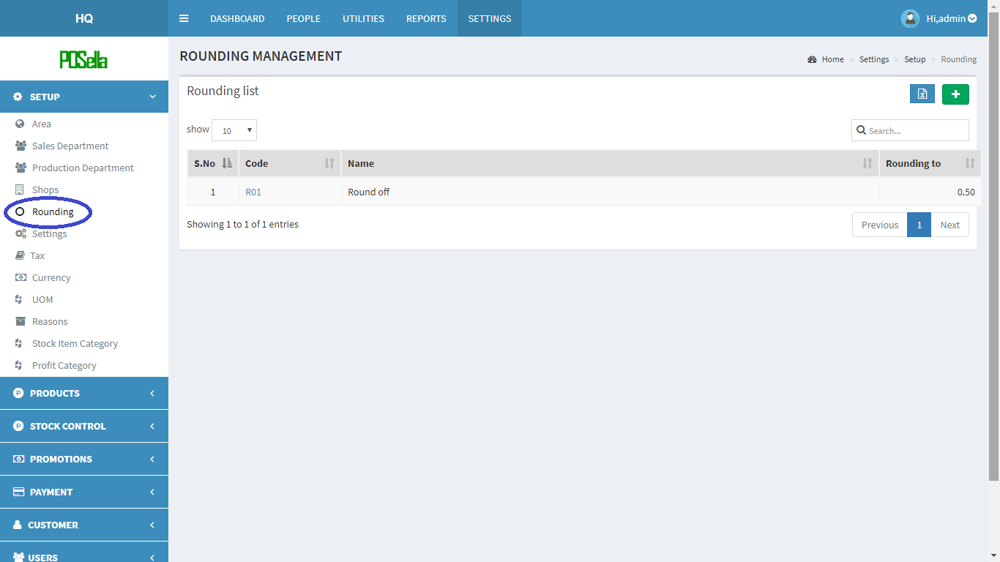 HQ
DASHBOARD PEOPLE UTILITIES REPORTS SETTINGS
Hi,admin
POSella
ROUNDING MANAGEMENT
Home > Settings > Setup > Rounding
SETUP
Area
Sales Department
Production Department
Shops
Rounding
Settings
Tax
Currency
UOM
Reasons
Stock Item Category
Profit Category
PRODUCTS
STOCK CONTROL
PROMOTIONS
PAYMENT
CUSTOMER
USERS
Rounding list
show 10
Search...
S.No Code Name Rounding to
1 R01 Round off 0.50
Showing 1 to 1 of 1 entries
Previous 1 Next